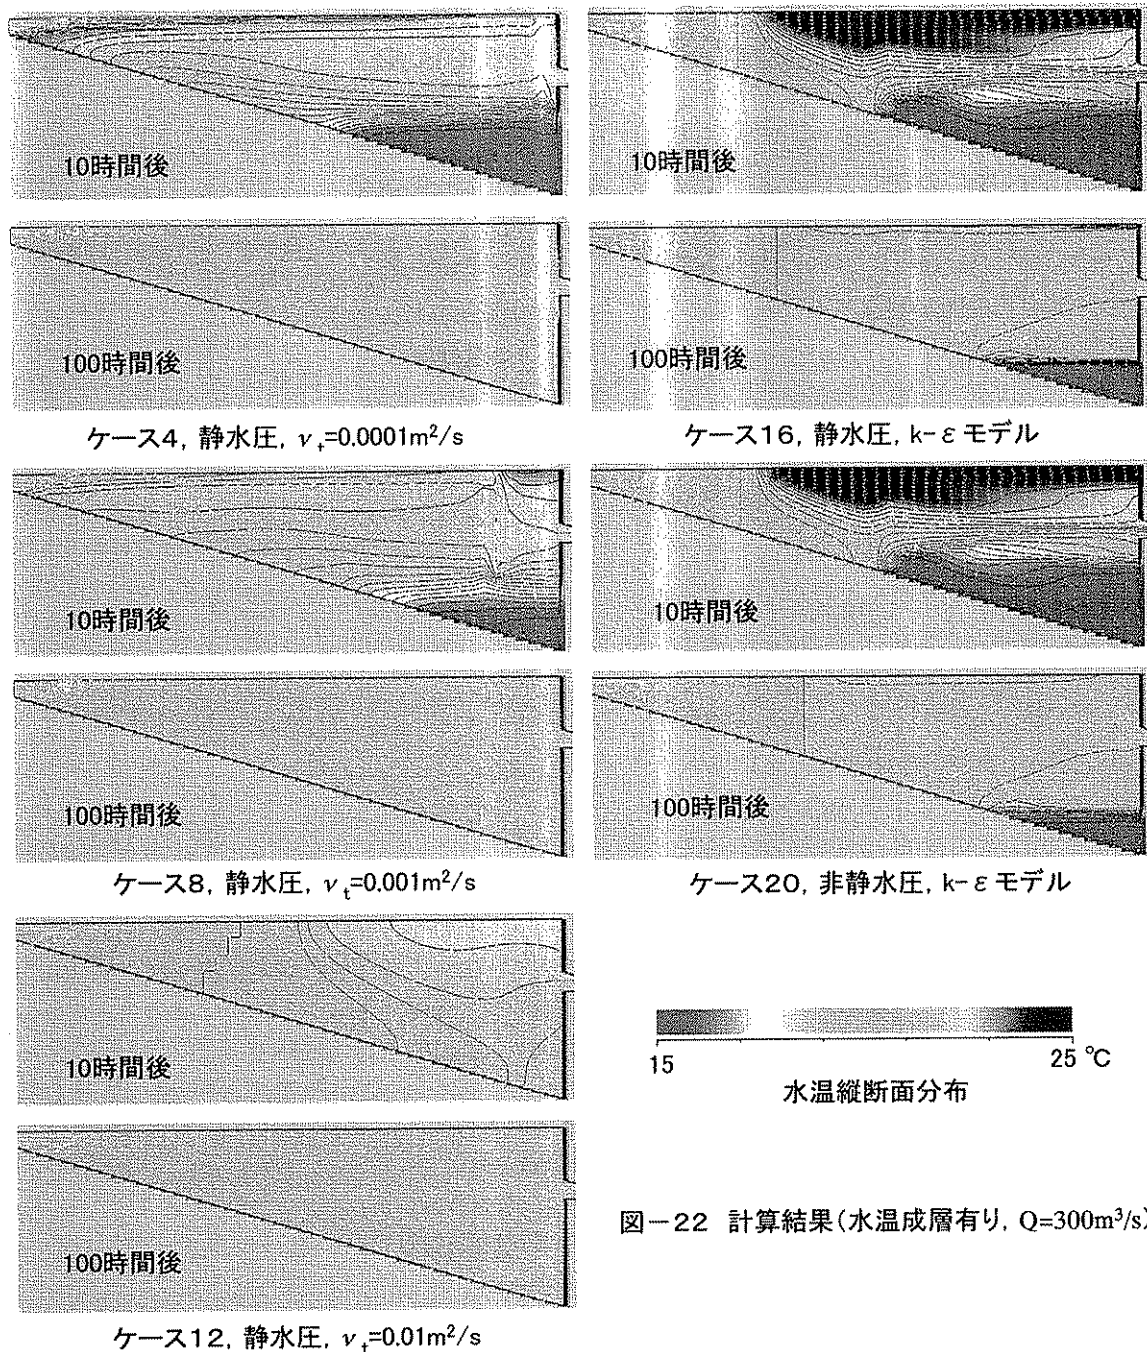 10時間後
100時間後
ケース4, 静水圧, ν_t=0.0001m²/s
10時間後
100時間後
ケース16, 静水圧, k-εモデル
10時間後
100時間後
ケース8, 静水圧, ν_t=0.001m²/s
10時間後
100時間後
ケース20, 非静水圧, k-εモデル
10時間後
100時間後
ケース12, 静水圧, ν_t=0.01m²/s
15 25 ℃
水温縦断面分布
図-22 計算結果(水温成層有り, Q=300m³/s)